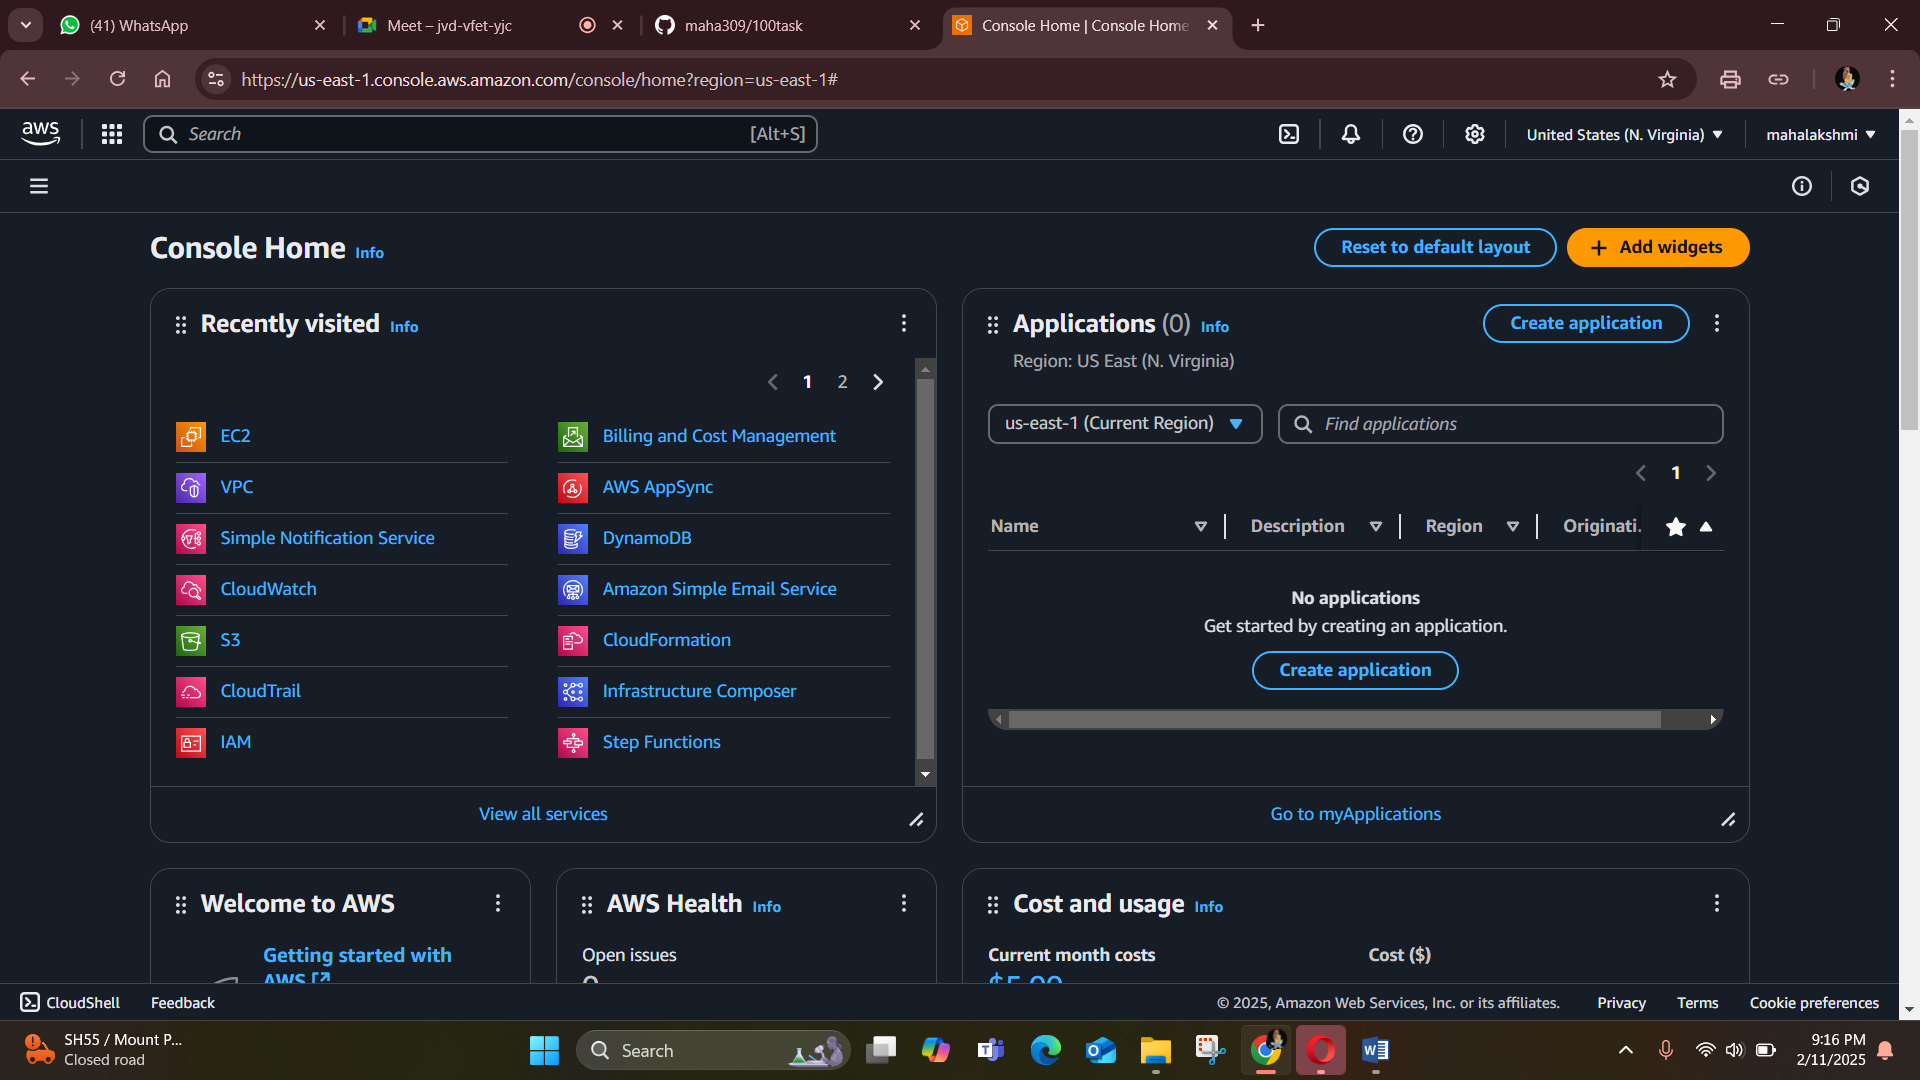 (41) WhatsApp
Meet – jvd-vfet-yjc
maha309/100task
Console Home | Console Home
https://us-east-1.console.aws.amazon.com/console/home?region=us-east-1#
aws
Search
[Alt+S]
United States (N. Virginia)
mahalakshmi
Console Home Info
Reset to default layout
Add widgets
Recently visited Info
1 2
EC2
VPC
Simple Notification Service
CloudWatch
S3
CloudTrail
IAM
Billing and Cost Management
AWS AppSync
DynamoDB
Amazon Simple Email Service
CloudFormation
Infrastructure Composer
Step Functions
View all services
Applications (0) Info
Create application
Region: US East (N. Virginia)
us-east-1 (Current Region)
Find applications
1
Name
Description
Region
Originati.
No applications
Get started by creating an application.
Create application
Go to myApplications
Welcome to AWS
Getting started with
AWS
AWS Health Info
Open issues
0
Cost and usage Info
Current month costs
Cost ($)
CloudShell
Feedback
© 2025, Amazon Web Services, Inc. or its affiliates.
Privacy
Terms
Cookie preferences
SH55 / Mount P...
Closed road
Search
9:16 PM
2/11/2025